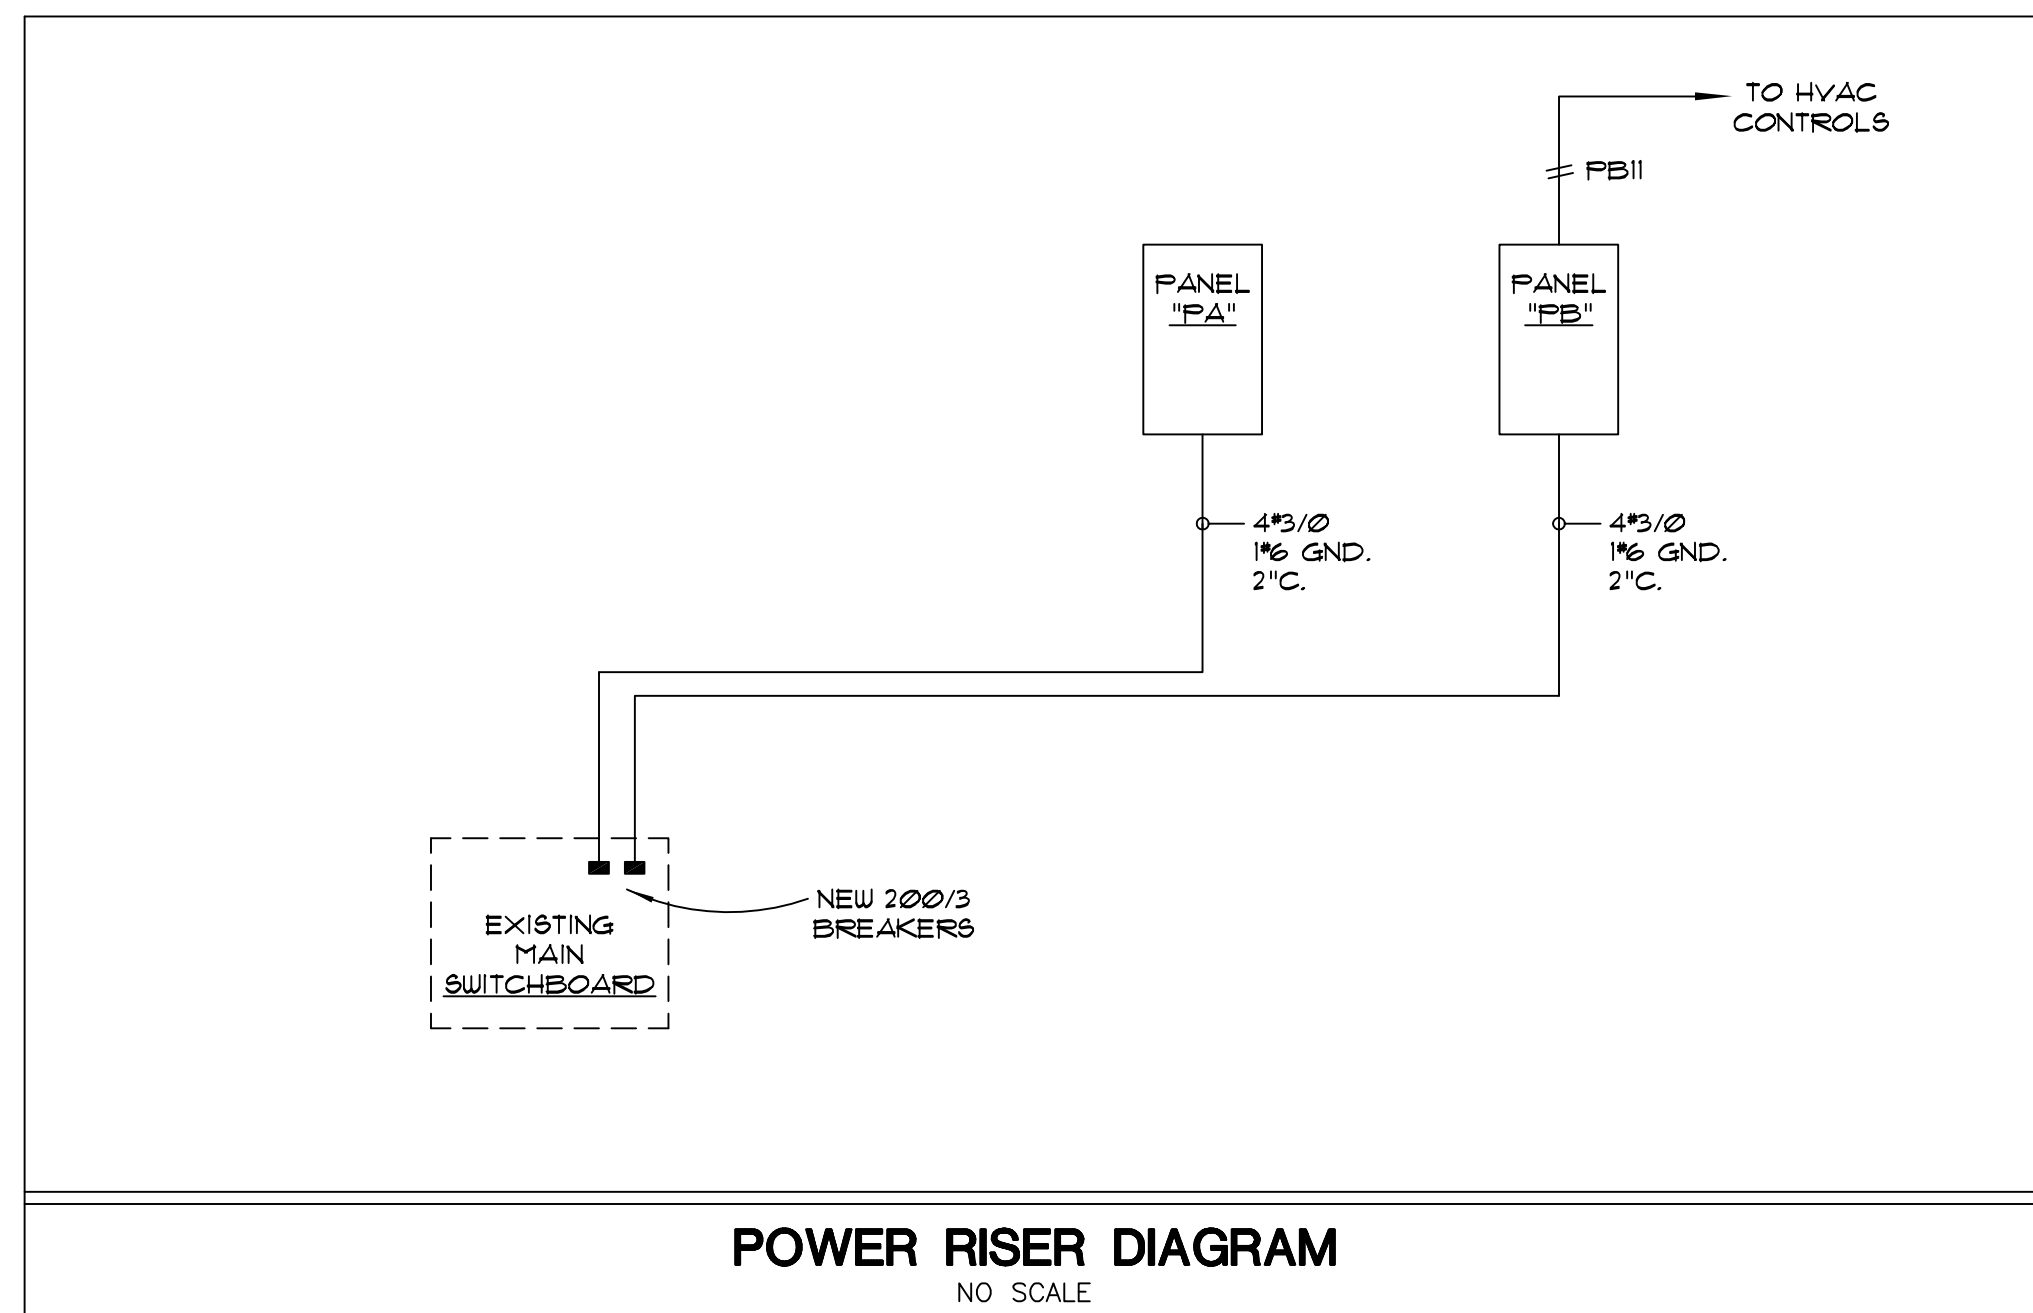 TO HVAC
CONTROLS
PB11
PANEL
"PA"
PANEL
"PB"
4#3/0
1#6 GND.
2"C.
4#3/0
1#6 GND.
2"C.
NEW 200/3
BREAKERS
EXISTING
MAIN
SWITCHBOARD
POWER RISER DIAGRAM
NO SCALE